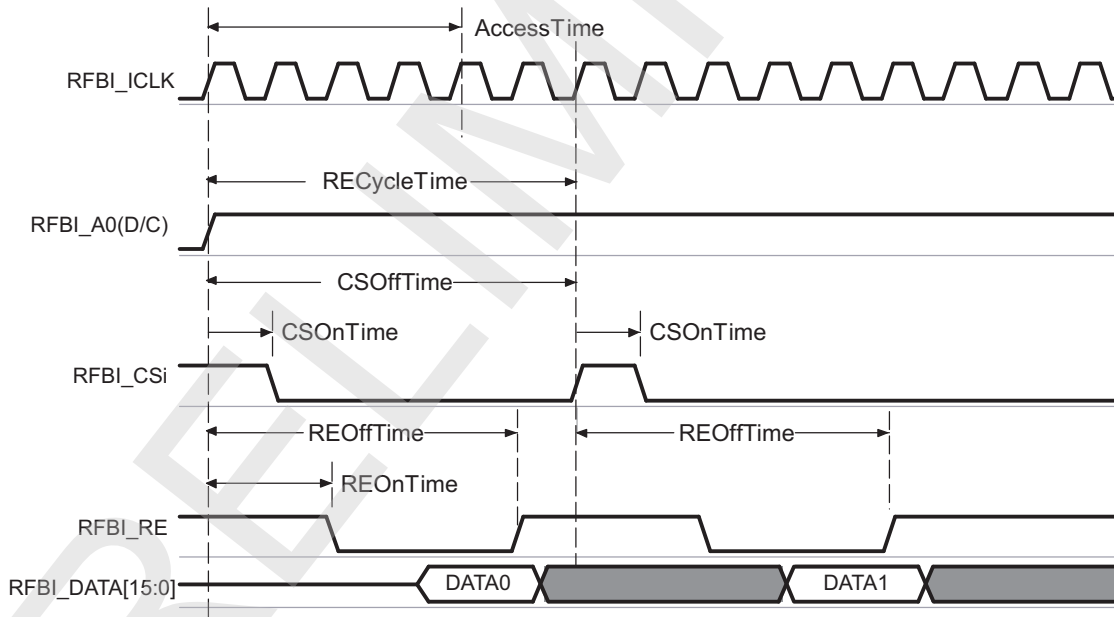 AccessTime
RFBI_ICLK
RECycleTime
RFBI_A0(D/C)
CSOffTime
CSOnTime CSOnTime
RFBI_CSi
REOffTime REOffTime
REOnTime
RFBI_RE
RFBI_DATA[15:0] DATA0 DATA1